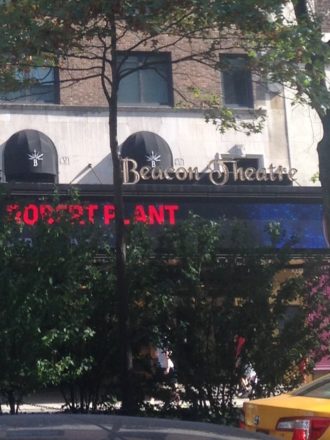 Beacon Theatre
ROBERT PLANT